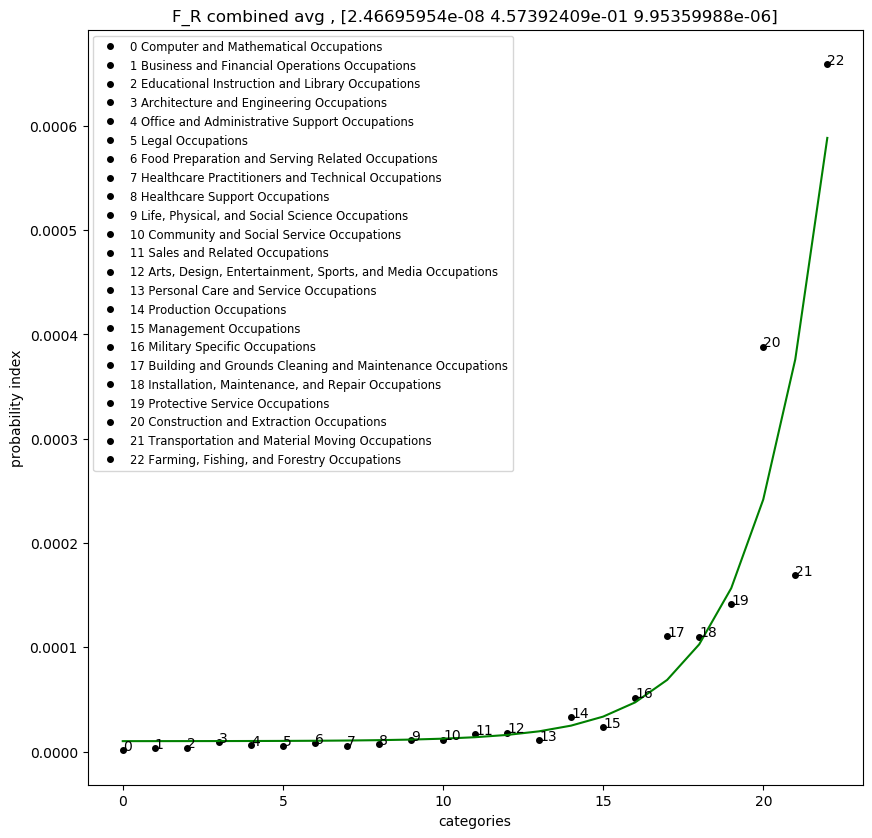 F_R combined avg , [2.46695954e-08 4.57392409e-01 9.95359988e-06]
0 Computer and Mathematical Occupations
1 Business and Financial Operations Occupations
2 Educational Instruction and Library Occupations
3 Architecture and Engineering Occupations
4 Office and Administrative Support Occupations
5 Legal Occupations
6 Food Preparation and Serving Related Occupations
7 Healthcare Practitioners and Technical Occupations
8 Healthcare Support Occupations
9 Life, Physical, and Social Science Occupations
10 Community and Social Service Occupations
11 Sales and Related Occupations
12 Arts, Design, Entertainment, Sports, and Media Occupations
13 Personal Care and Service Occupations
14 Production Occupations
15 Management Occupations
16 Military Specific Occupations
17 Building and Grounds Cleaning and Maintenance Occupations
18 Installation, Maintenance, and Repair Occupations
19 Protective Service Occupations
20 Construction and Extraction Occupations
21 Transportation and Material Moving Occupations
22 Farming, Fishing, and Forestry Occupations
probability index
0.0006
0.0005
0.0004
0.0003
0.0002
0.0001
0.0000
0
1
2
3
4
5
6
7
8
9
10
11
12
13
14
15
16
17
18
19
20
21
22
0
5
10
15
20
categories